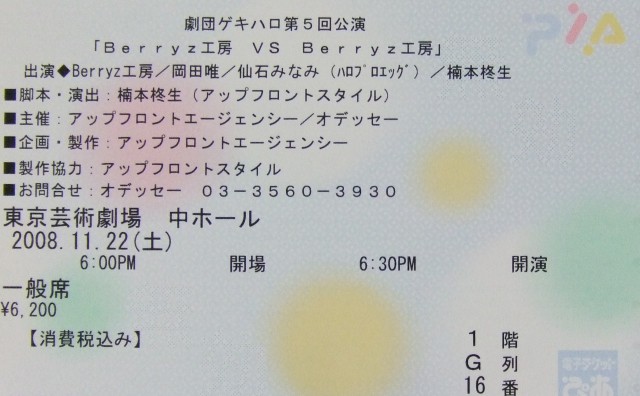 劇団ゲキハロ第５回公演
「Ｂｅｒｒｙｚ工房　ＶＳ　Ｂｅｒｒｙｚ工房」
出演◆Berryz工房／岡田唯／仙石みなみ（ﾊﾛﾌﾟﾛｴｯｸﾞ）／楠本柊生
■脚本・演出：楠本柊生（アップフロントスタイル）
■主催：アップフロントエージェンシー／オデッセー
■企画・製作：アップフロントエージェンシー
■製作協力：アップフロントスタイル
■お問合せ：オデッセー　０３－３５６０－３９３０
東京芸術劇場　中ホール
2008.11.22(土)
6:00PM　開場　6:30PM　開演
一般席
¥6,200
【消費税込み】
１　階
Ｇ　列
16　番
PIA
電子チケット
ぴあ